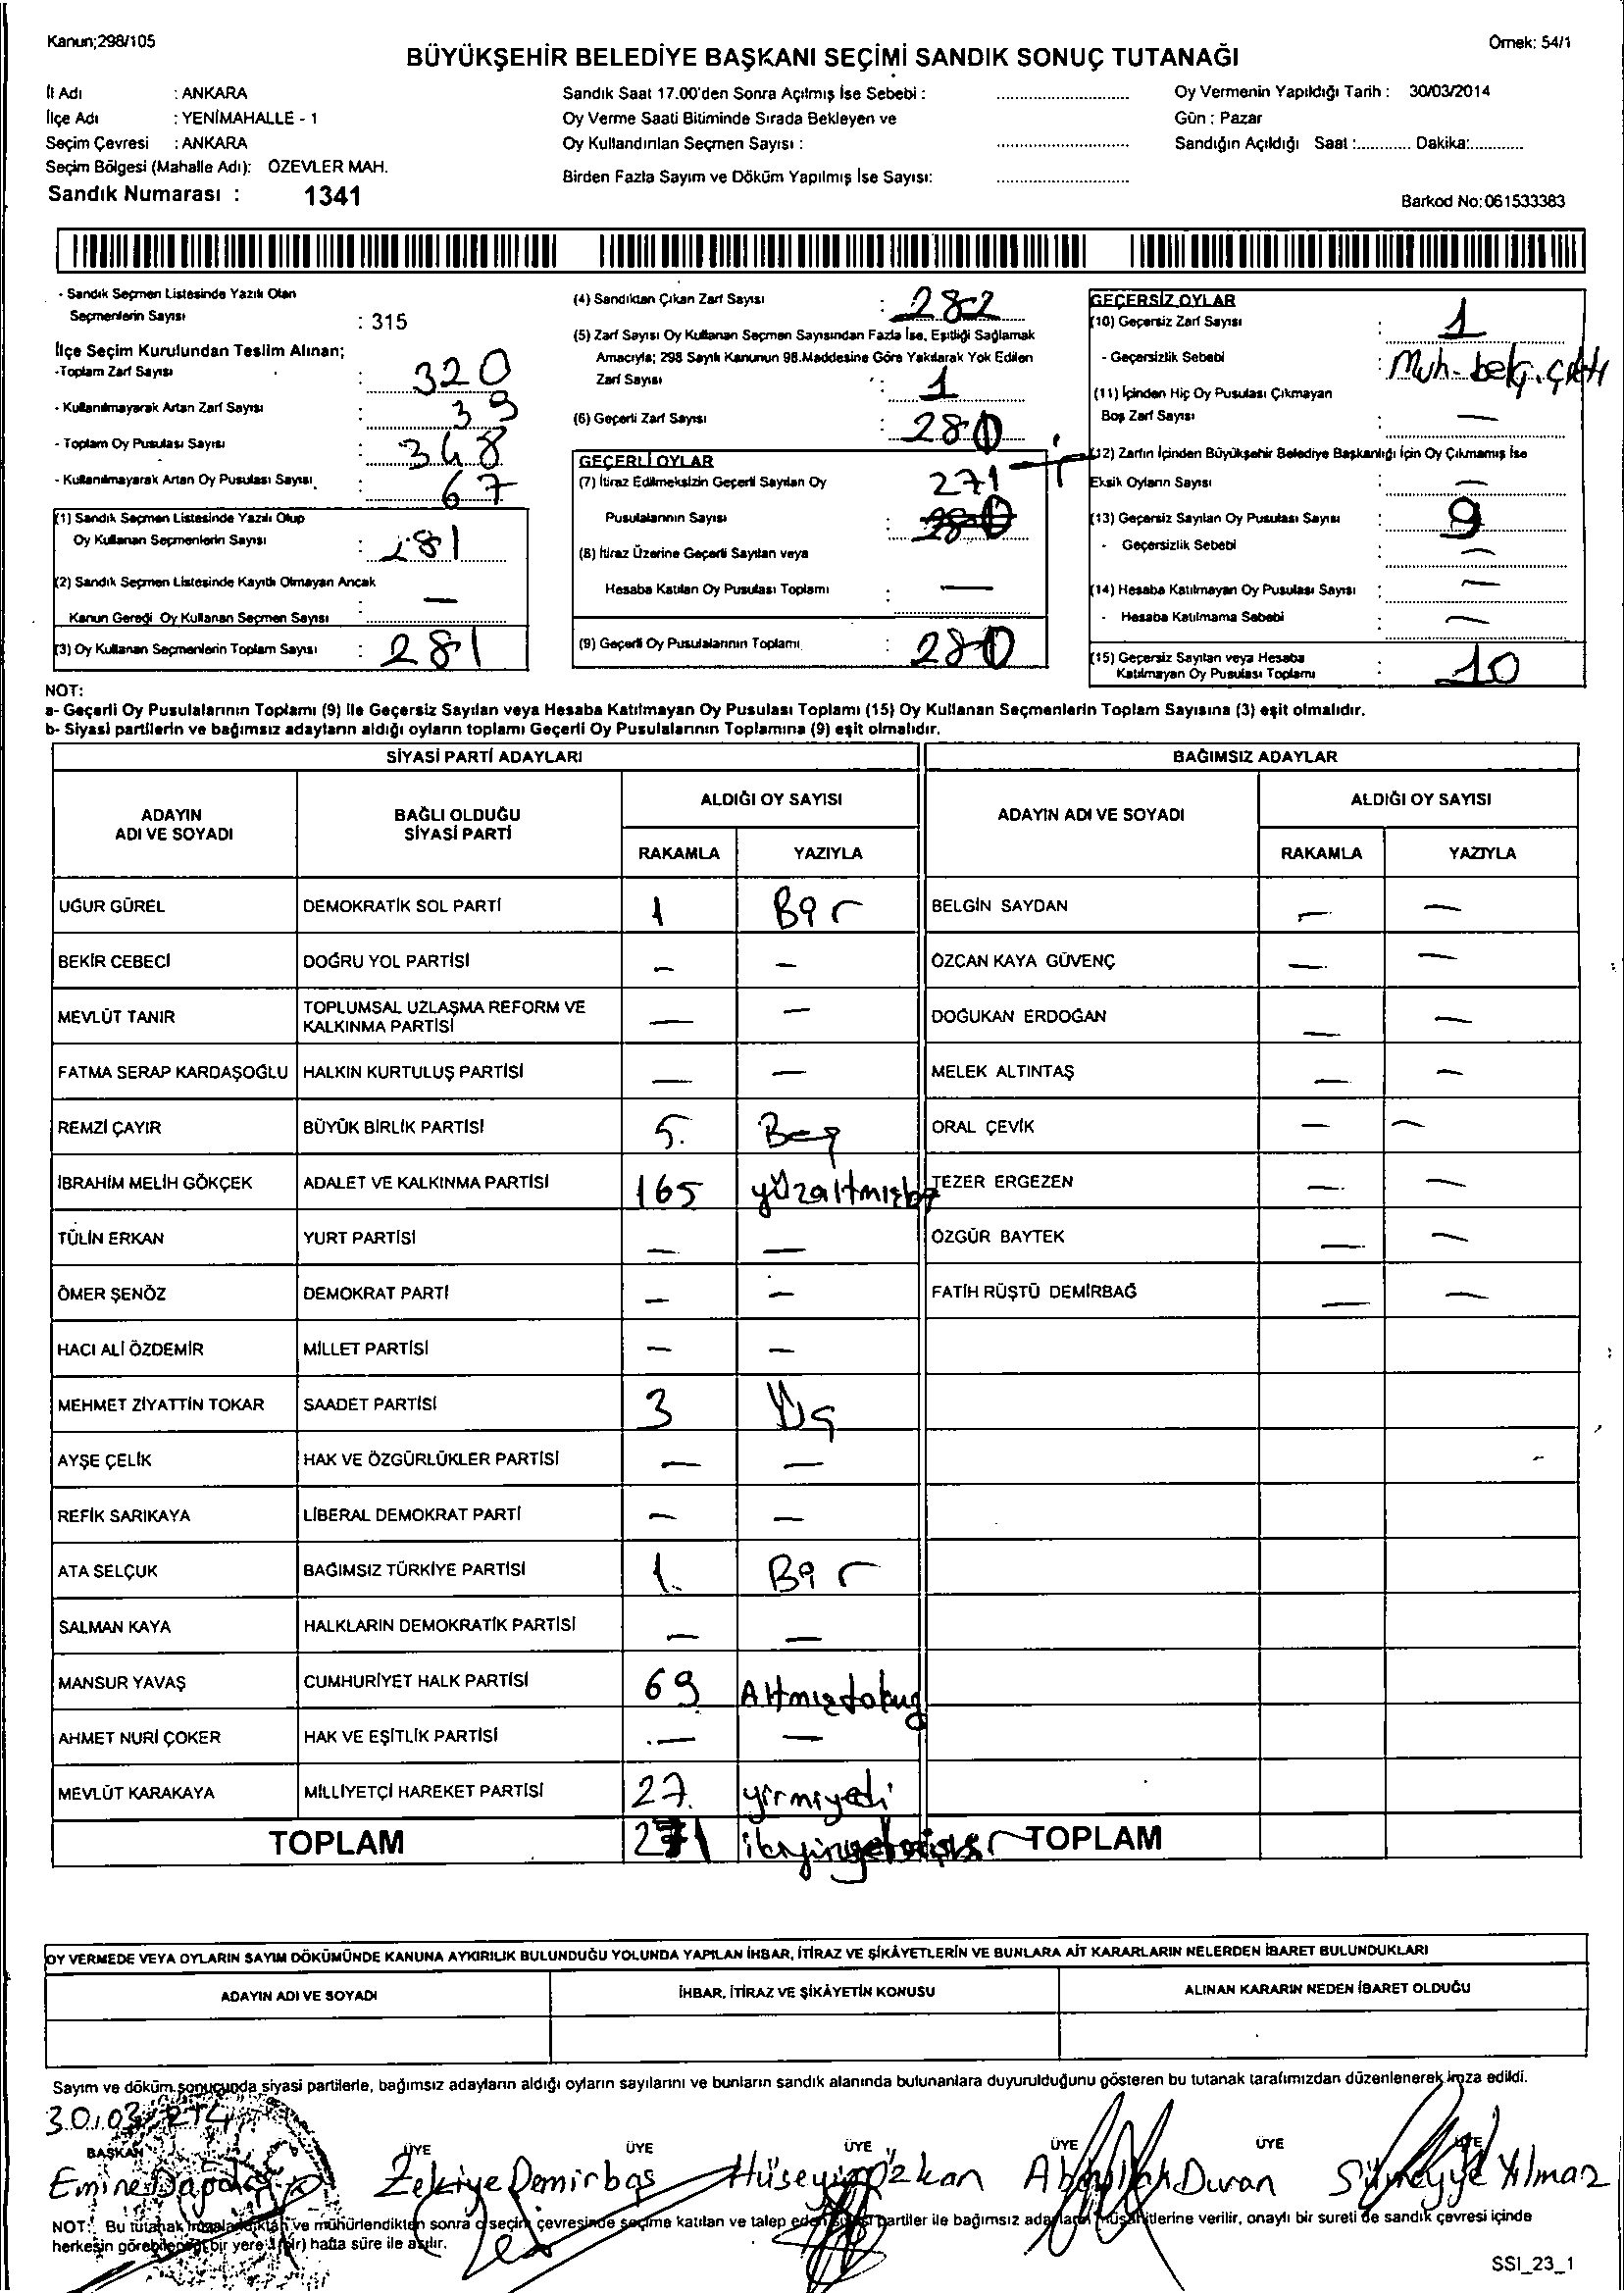 Kanun;298/105
Örnek: 54/1
BÜYÜKŞEHİR BELEDİYE BAŞKANI SEÇİMİ SANDIK SONUÇ TUTANAĞI
İl Adı : ANKARA
İlçe Adı : YENİMAHALLE - 1
Seçim Çevresi : ANKARA
Seçim Bölgesi (Mahalle Adı): ÖZEVLER MAH.
Sandık Numarası : 1341
Sandık Saat 17.00'den Sonra Açılmış İse Sebebi :
Oy Verme Saati Bitiminde Sırada Bekleyen ve
Oy Kullandırılan Seçmen Sayısı :
Birden Fazla Sayım ve Döküm Yapılmış İse Sayısı:
Oy Vermenin Yapıldığı Tarih : 30/03/2014
Gün : Pazar
Sandığın Açıldığı Saat :............ Dakika:............
Barkod No:061533383
- Sandık Seçmen Listesinde Yazılı Olan
Seçmenlerin Sayısı : 315
İlçe Seçim Kurulundan Teslim Alınan;
-Toplam Zarf Sayısı : 320
- Kullanılmayarak Artan Zarf Sayısı : 39
- Toplam Oy Pusulası Sayısı : 348
- Kullanılmayarak Artan Oy Pusulası Sayısı : 67
(1) Sandık Seçmen Listesinde Yazılı Olup
Oy Kullanan Seçmenlerin Sayısı : 281
(2) Sandık Seçmen Listesinde Kayıtlı Olmayan Ancak
Kanun Gereği Oy Kullanan Seçmen Sayısı : —
(3) Oy Kullanan Seçmenlerin Toplam Sayısı : 281
(4) Sandıktan Çıkan Zarf Sayısı : 282
(5) Zarf Sayısı Oy Kullanan Seçmen Sayısından Fazla İse, Eşitliği Sağlamak
Amacıyla; 298 Sayılı Kanunun 98.Maddesine Göre Yakılarak Yok Edilen
Zarf Sayısı : 1
(6) Geçerli Zarf Sayısı : 280
GEÇERLİ OYLAR
(7) İtiraz Edilmeksizin Geçerli Sayılan Oy 271
Pusulalarının Sayısı : 280
(8) İtiraz Üzerine Geçerli Sayılan veya
Hesaba Katılan Oy Pusulası Toplamı : —
(9) Geçerli Oy Pusulalarının Toplamı : 280
GEÇERSİZ OYLAR
(10) Geçersiz Zarf Sayısı : 1
- Geçersizlik Sebebi : Muh. belg. çıktı
(11) İçinden Hiç Oy Pusulası Çıkmayan
Boş Zarf Sayısı : —
(12) Zarfın İçinden Büyükşehir Belediye Başkanlığı İçin Oy Çıkmamış İse
Eksik Oyların Sayısı : —
(13) Geçersiz Sayılan Oy Pusulası Sayısı : 9
- Geçersizlik Sebebi : —
(14) Hesaba Katılmayan Oy Pusulası Sayısı : —
- Hesaba Katılmama Sebebi : —
(15) Geçersiz Sayılan veya Hesaba
Katılmayan Oy Pusulası Toplamı : 10
NOT:
a- Geçerli Oy Pusulalarının Toplamı (9) ile Geçersiz Sayılan veya Hesaba Katılmayan Oy Pusulası Toplamı (15) Oy Kullanan Seçmenlerin Toplam Sayısına (3) eşit olmalıdır.
b- Siyasi partilerin ve bağımsız adayların aldığı oyların toplamı Geçerli Oy Pusulalarının Toplamına (9) eşit olmalıdır.
SİYASİ PARTİ ADAYLARI BAĞIMSIZ ADAYLAR
ADAYIN ADI VE SOYADI BAĞLI OLDUĞU SİYASİ PARTİ ALDIĞI OY SAYISI ADAYIN ADI VE SOYADI ALDIĞI OY SAYISI
RAKAMLA YAZIYLA RAKAMLA YAZIYLA
UĞUR GÜREL DEMOKRATİK SOL PARTİ 1 Bir BELGİN SAYDAN — —
BEKİR CEBECİ DOĞRU YOL PARTİSİ — — ÖZCAN KAYA GÜVENÇ — —
MEVLÜT TANIR TOPLUMSAL UZLAŞMA REFORM VE KALKINMA PARTİSİ — — DOĞUKAN ERDOĞAN — —
FATMA SERAP KARDAŞOĞLU HALKIN KURTULUŞ PARTİSİ — — MELEK ALTINTAŞ — —
REMZİ ÇAYIR BÜYÜK BİRLİK PARTİSİ 5. Beş ORAL ÇEVİK — —
İBRAHİM MELİH GÖKÇEK ADALET VE KALKINMA PARTİSİ 165 yüzaltmışbş TEZER ERGEZEN — —
TÜLİN ERKAN YURT PARTİSİ — — ÖZGÜR BAYTEK — —
ÖMER ŞENÖZ DEMOKRAT PARTİ — — FATİH RÜŞTÜ DEMİRBAĞ — —
HACI ALİ ÖZDEMİR MİLLET PARTİSİ — —
MEHMET ZİYATTİN TOKAR SAADET PARTİSİ 3 Üç
AYŞE ÇELİK HAK VE ÖZGÜRLÜKLER PARTİSİ — —
REFİK SARIKAYA LİBERAL DEMOKRAT PARTİ — —
ATA SELÇUK BAĞIMSIZ TÜRKİYE PARTİSİ 1. Bir
SALMAN KAYA HALKLARIN DEMOKRATİK PARTİSİ — —
MANSUR YAVAŞ CUMHURİYET HALK PARTİSİ 69 Altmışdokuz
AHMET NURİ ÇOKER HAK VE EŞİTLİK PARTİSİ — —
MEVLÜT KARAKAYA MİLLİYETÇİ HAREKET PARTİSİ 27. yirmiyedi
TOPLAM 271 TOPLAM
OY VERMEDE VEYA OYLARIN SAYIM DÖKÜMÜNDE KANUNA AYKIRILIK BULUNDUĞU YOLUNDA YAPILAN İHBAR, İTİRAZ VE ŞİKÂYETLERİN VE BUNLARA AİT KARARLARIN NELERDEN İBARET BULUNDUKLARI
ADAYIN ADI VE SOYADI İHBAR, İTİRAZ VE ŞİKÂYETİN KONUSU ALINAN KARARIN NEDEN İBARET OLDUĞU
Sayım ve döküm sonucunda siyasi partilerle, bağımsız adayların aldığı oyların sayılarını ve bunların sandık alanında bulunanlara duyurulduğunu gösteren bu tutanak tarafımızdan düzenlenerek imza edildi.
BAŞKAN ÜYE ÜYE ÜYE ÜYE ÜYE ÜYE
Emine Zekiye Demirbaş Hüseyin Özkan Abdullah Duran Sümeyye Yılmaz
NOT: Bu tutanak imzalandıktan ve mühürlendikten sonra o seçim çevresinde seçime katılan ve talep eden siyasi partiler ile bağımsız adayların müşahitlerine verilir, onaylı bir sureti de sandık çevresi içinde
herkesin görebileceği bir yere 1 (bir) hafta süre ile asılır.
SSI_23_1